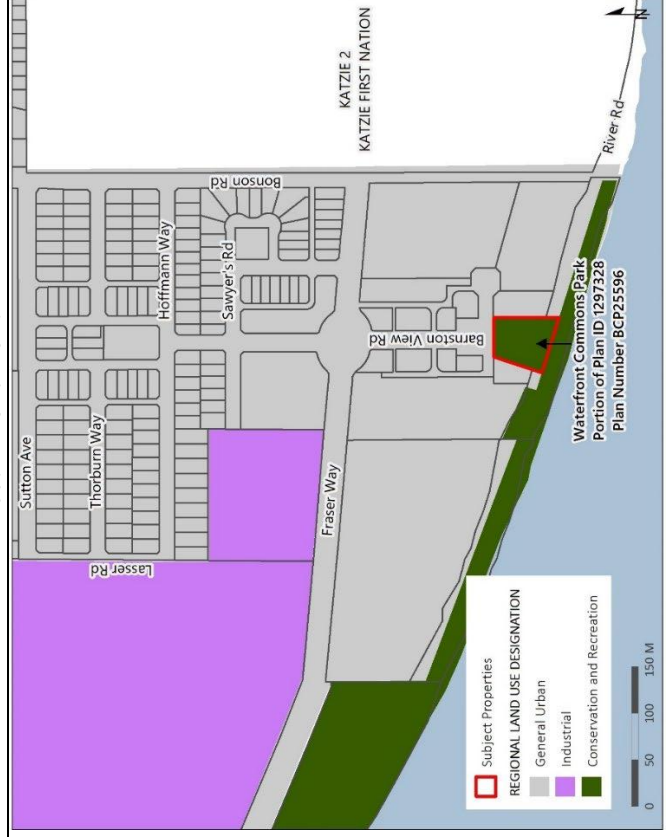 Sutton Ave
Thorburn Way
Hoffmann Way
Sawyer's Rd
Bonson Rd
Lasser Rd
KATZIE 2
KATZIE FIRST NATION
Fraser Way
Barnston View Rd
River Rd
N
Waterfront Commons Park
Portion of Plan ID 1297328
Plan Number BCP25596
Subject Properties
REGIONAL LAND USE DESIGNATION
General Urban
Industrial
Conservation and Recreation
0 50 100 150 M